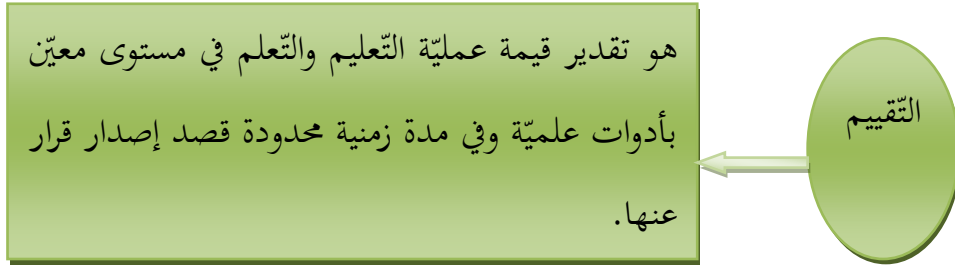 التّقييم
هو تقدير قيمة عمليّة التّعليم والتّعلم في مستوى معيّن
بأدوات علميّة وفي مدة زمنية محدودة قصد إصدار قرار
عنها.